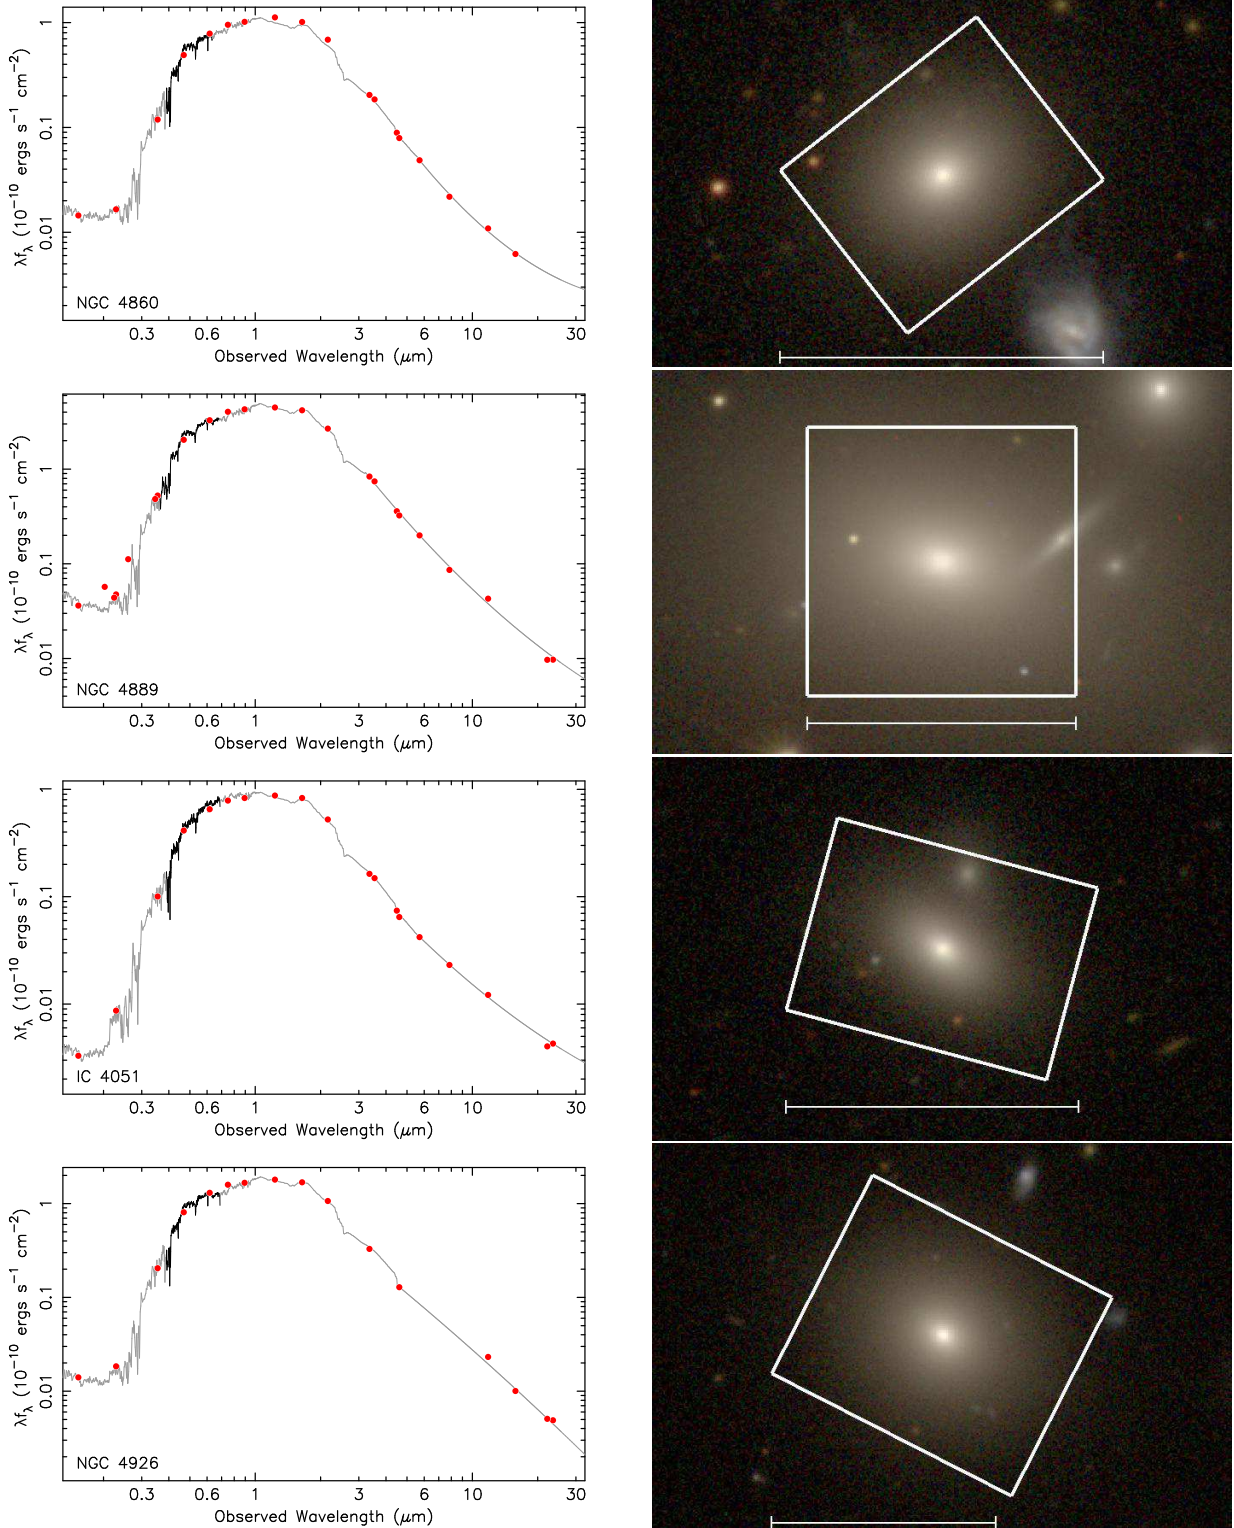 1
0.1
0.01
λf_λ (10⁻¹⁰ ergs s⁻¹ cm⁻²)
NGC 4860
0.3 0.6 1 3 6 10 30
Observed Wavelength (μm)
1
0.1
0.01
λf_λ (10⁻¹⁰ ergs s⁻¹ cm⁻²)
NGC 4889
0.3 0.6 1 3 6 10 30
Observed Wavelength (μm)
1
0.1
0.01
λf_λ (10⁻¹⁰ ergs s⁻¹ cm⁻²)
IC 4051
0.3 0.6 1 3 6 10 30
Observed Wavelength (μm)
1
0.1
0.01
λf_λ (10⁻¹⁰ ergs s⁻¹ cm⁻²)
NGC 4926
0.3 0.6 1 3 6 10 30
Observed Wavelength (μm)